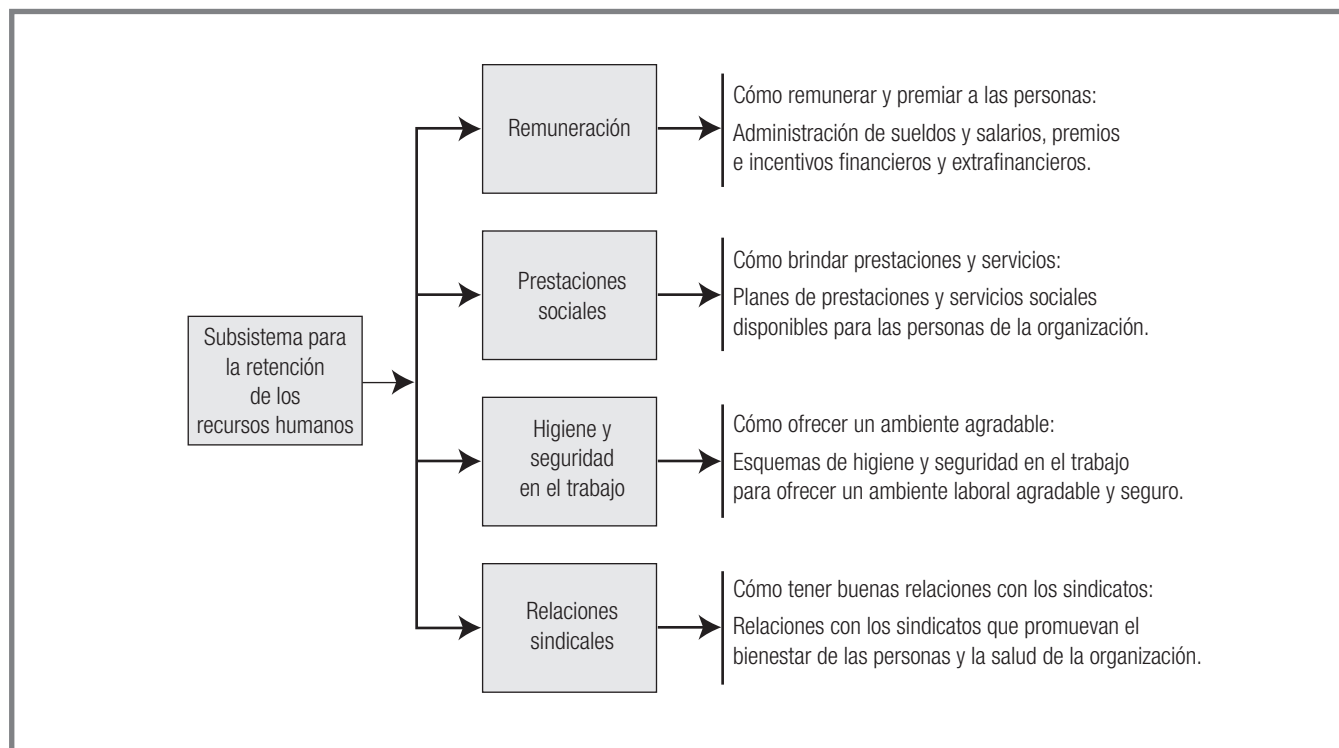 Subsistema para
la retención
de los
recursos humanos
Remuneración
Cómo remunerar y premiar a las personas:
Administración de sueldos y salarios, premios
e incentivos financieros y extrafinancieros.
Prestaciones
sociales
Cómo brindar prestaciones y servicios:
Planes de prestaciones y servicios sociales
disponibles para las personas de la organización.
Higiene y
seguridad
en el trabajo
Cómo ofrecer un ambiente agradable:
Esquemas de higiene y seguridad en el trabajo
para ofrecer un ambiente laboral agradable y seguro.
Relaciones
sindicales
Cómo tener buenas relaciones con los sindicatos:
Relaciones con los sindicatos que promuevan el
bienestar de las personas y la salud de la organización.